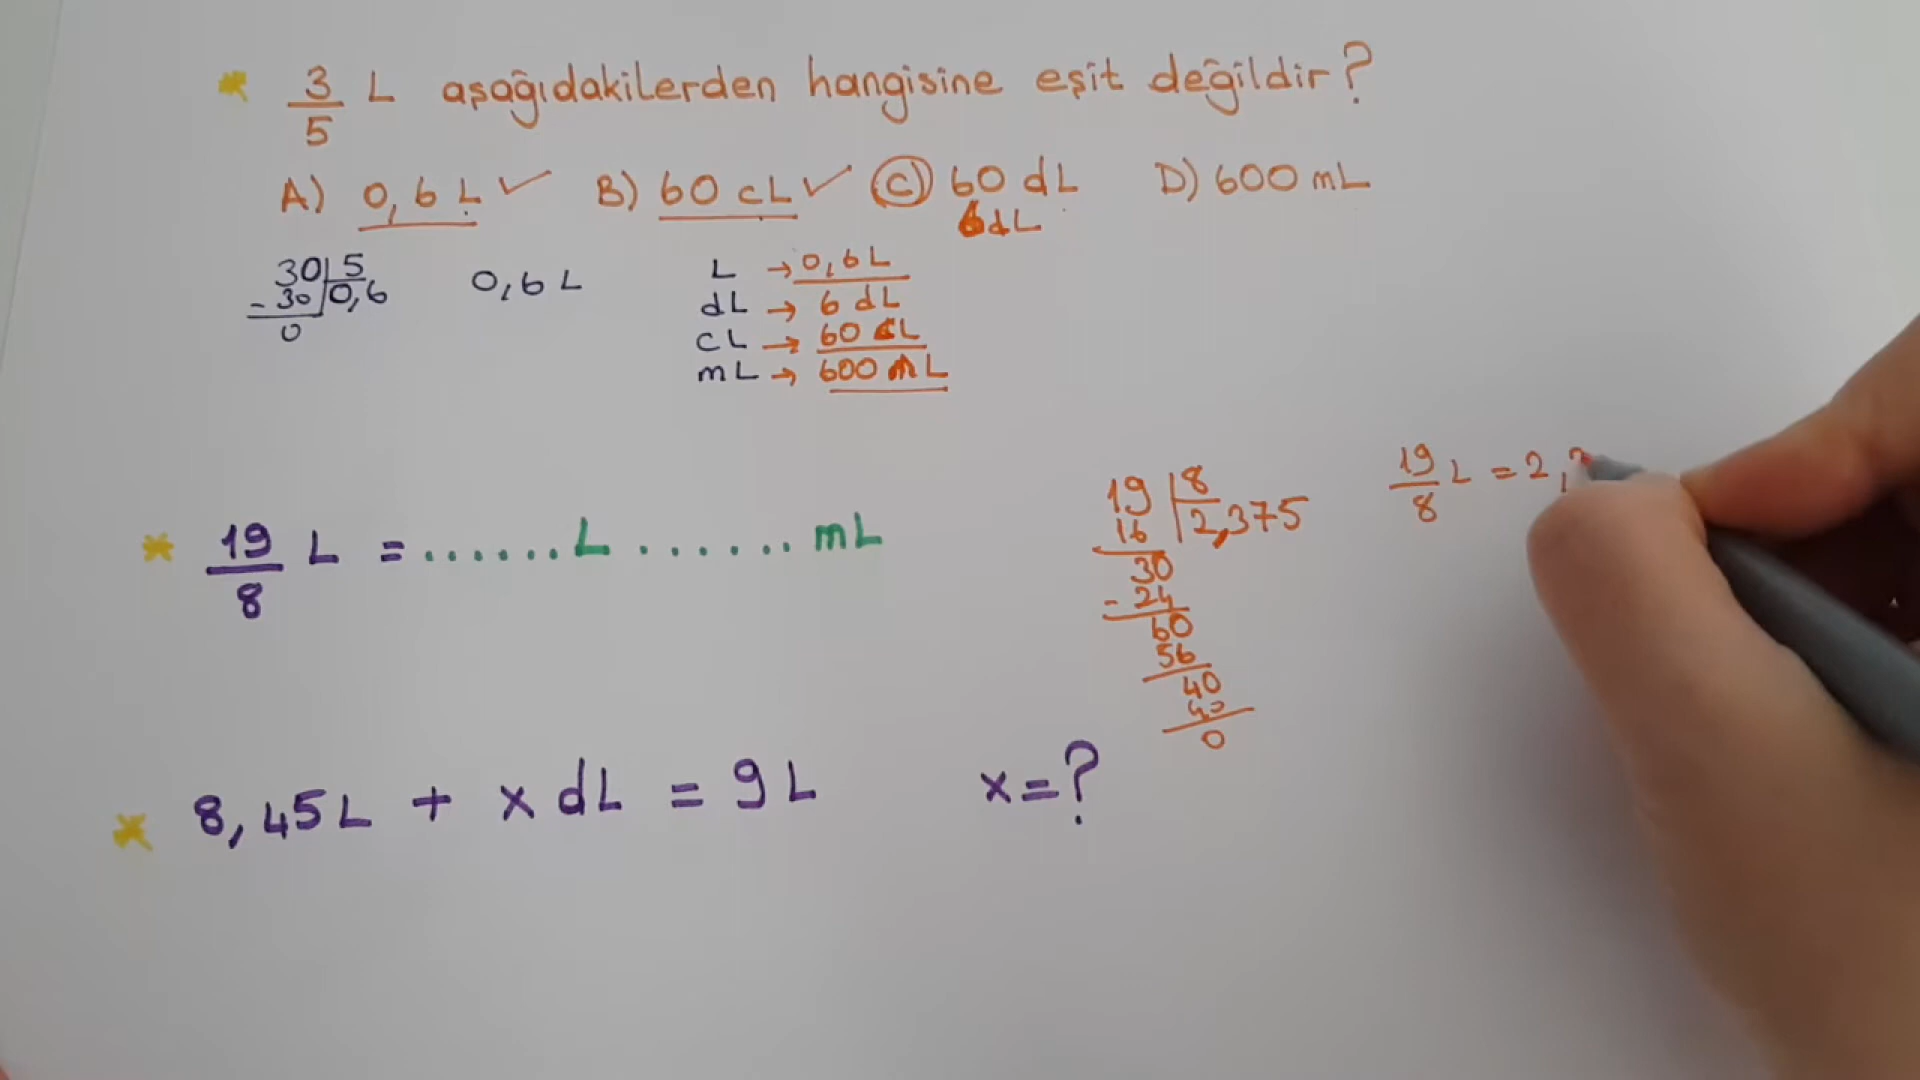 * 3/5 L aşağıdakilerden hangisine eşit değildir?
A) 0,6 L ✓ B) 60 cL ✓ C) 60 dL D) 600 mL
6 dL
30 | 5
- 30 | 0,6
0
0,6 L
L → 0,6 L
dL → 6 dL
cL → 60 cL
mL → 600 mL
* 19/8 L = ...... L ....... mL
19 | 8
16 | 2,375
30
- 24
60
56
40
40
0
19/8 L = 2,
* 8,45 L + x dL = 9 L x = ?